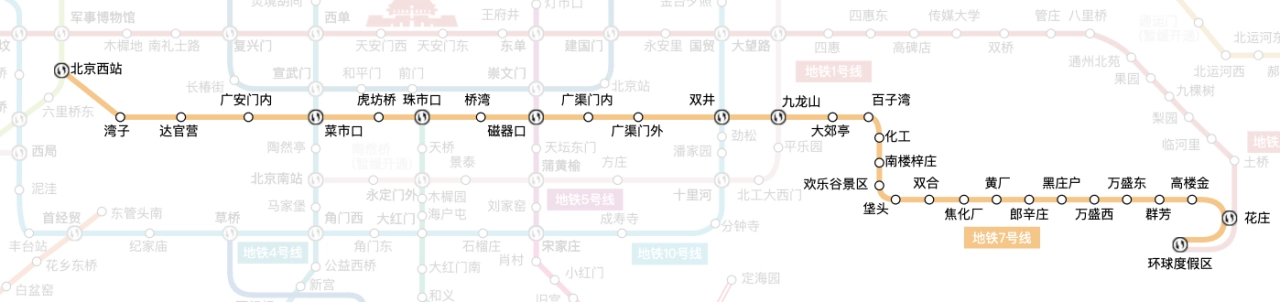 灯市口
军事博物馆
西单
王府井
四惠东
传媒大学
管庄
八里桥
木樨地
南礼士路
复兴门
天安门西
天安门东
东单
建国门
永安里
国贸
大望路
四惠
高碑店
双桥
北运河东
北京西站
宣武门
和平门
前门
崇文门
地铁1号线
通州北苑
北运河西
长椿街
北京站
果园
六里桥东
广安门内
虎坊桥
珠市口
桥湾
广渠门内
双井
九龙山
百子湾
九棵树
湾子
达官营
菜市口
磁器口
广渠门外
大郊亭
梨园
化工
陶然亭
天桥
天坛东门
劲松
平乐园
临河里
西局
景泰
蒲黄榆
方庄
潘家园
南楼梓庄
土桥
北京南站
泥洼
永定门外
木樨园
地铁5号线
十里河
北工大西门
欢乐谷景区
双合
黄厂
黑庄户
万盛东
高楼金
马家堡
海户屯
刘家窑
首经贸
东管头南
草桥
角门西
大红门
成寿寺
分钟寺
垡头
焦化厂
郎辛庄
万盛西
群芳
花庄
丰台站
纪家庙
角门东
石榴庄
宋家庄
地铁4号线
地铁10号线
地铁7号线
花乡东桥
公益西桥
大红门南
肖村
小红门
环球度假区
白盆窑
新宫
和义
定海园